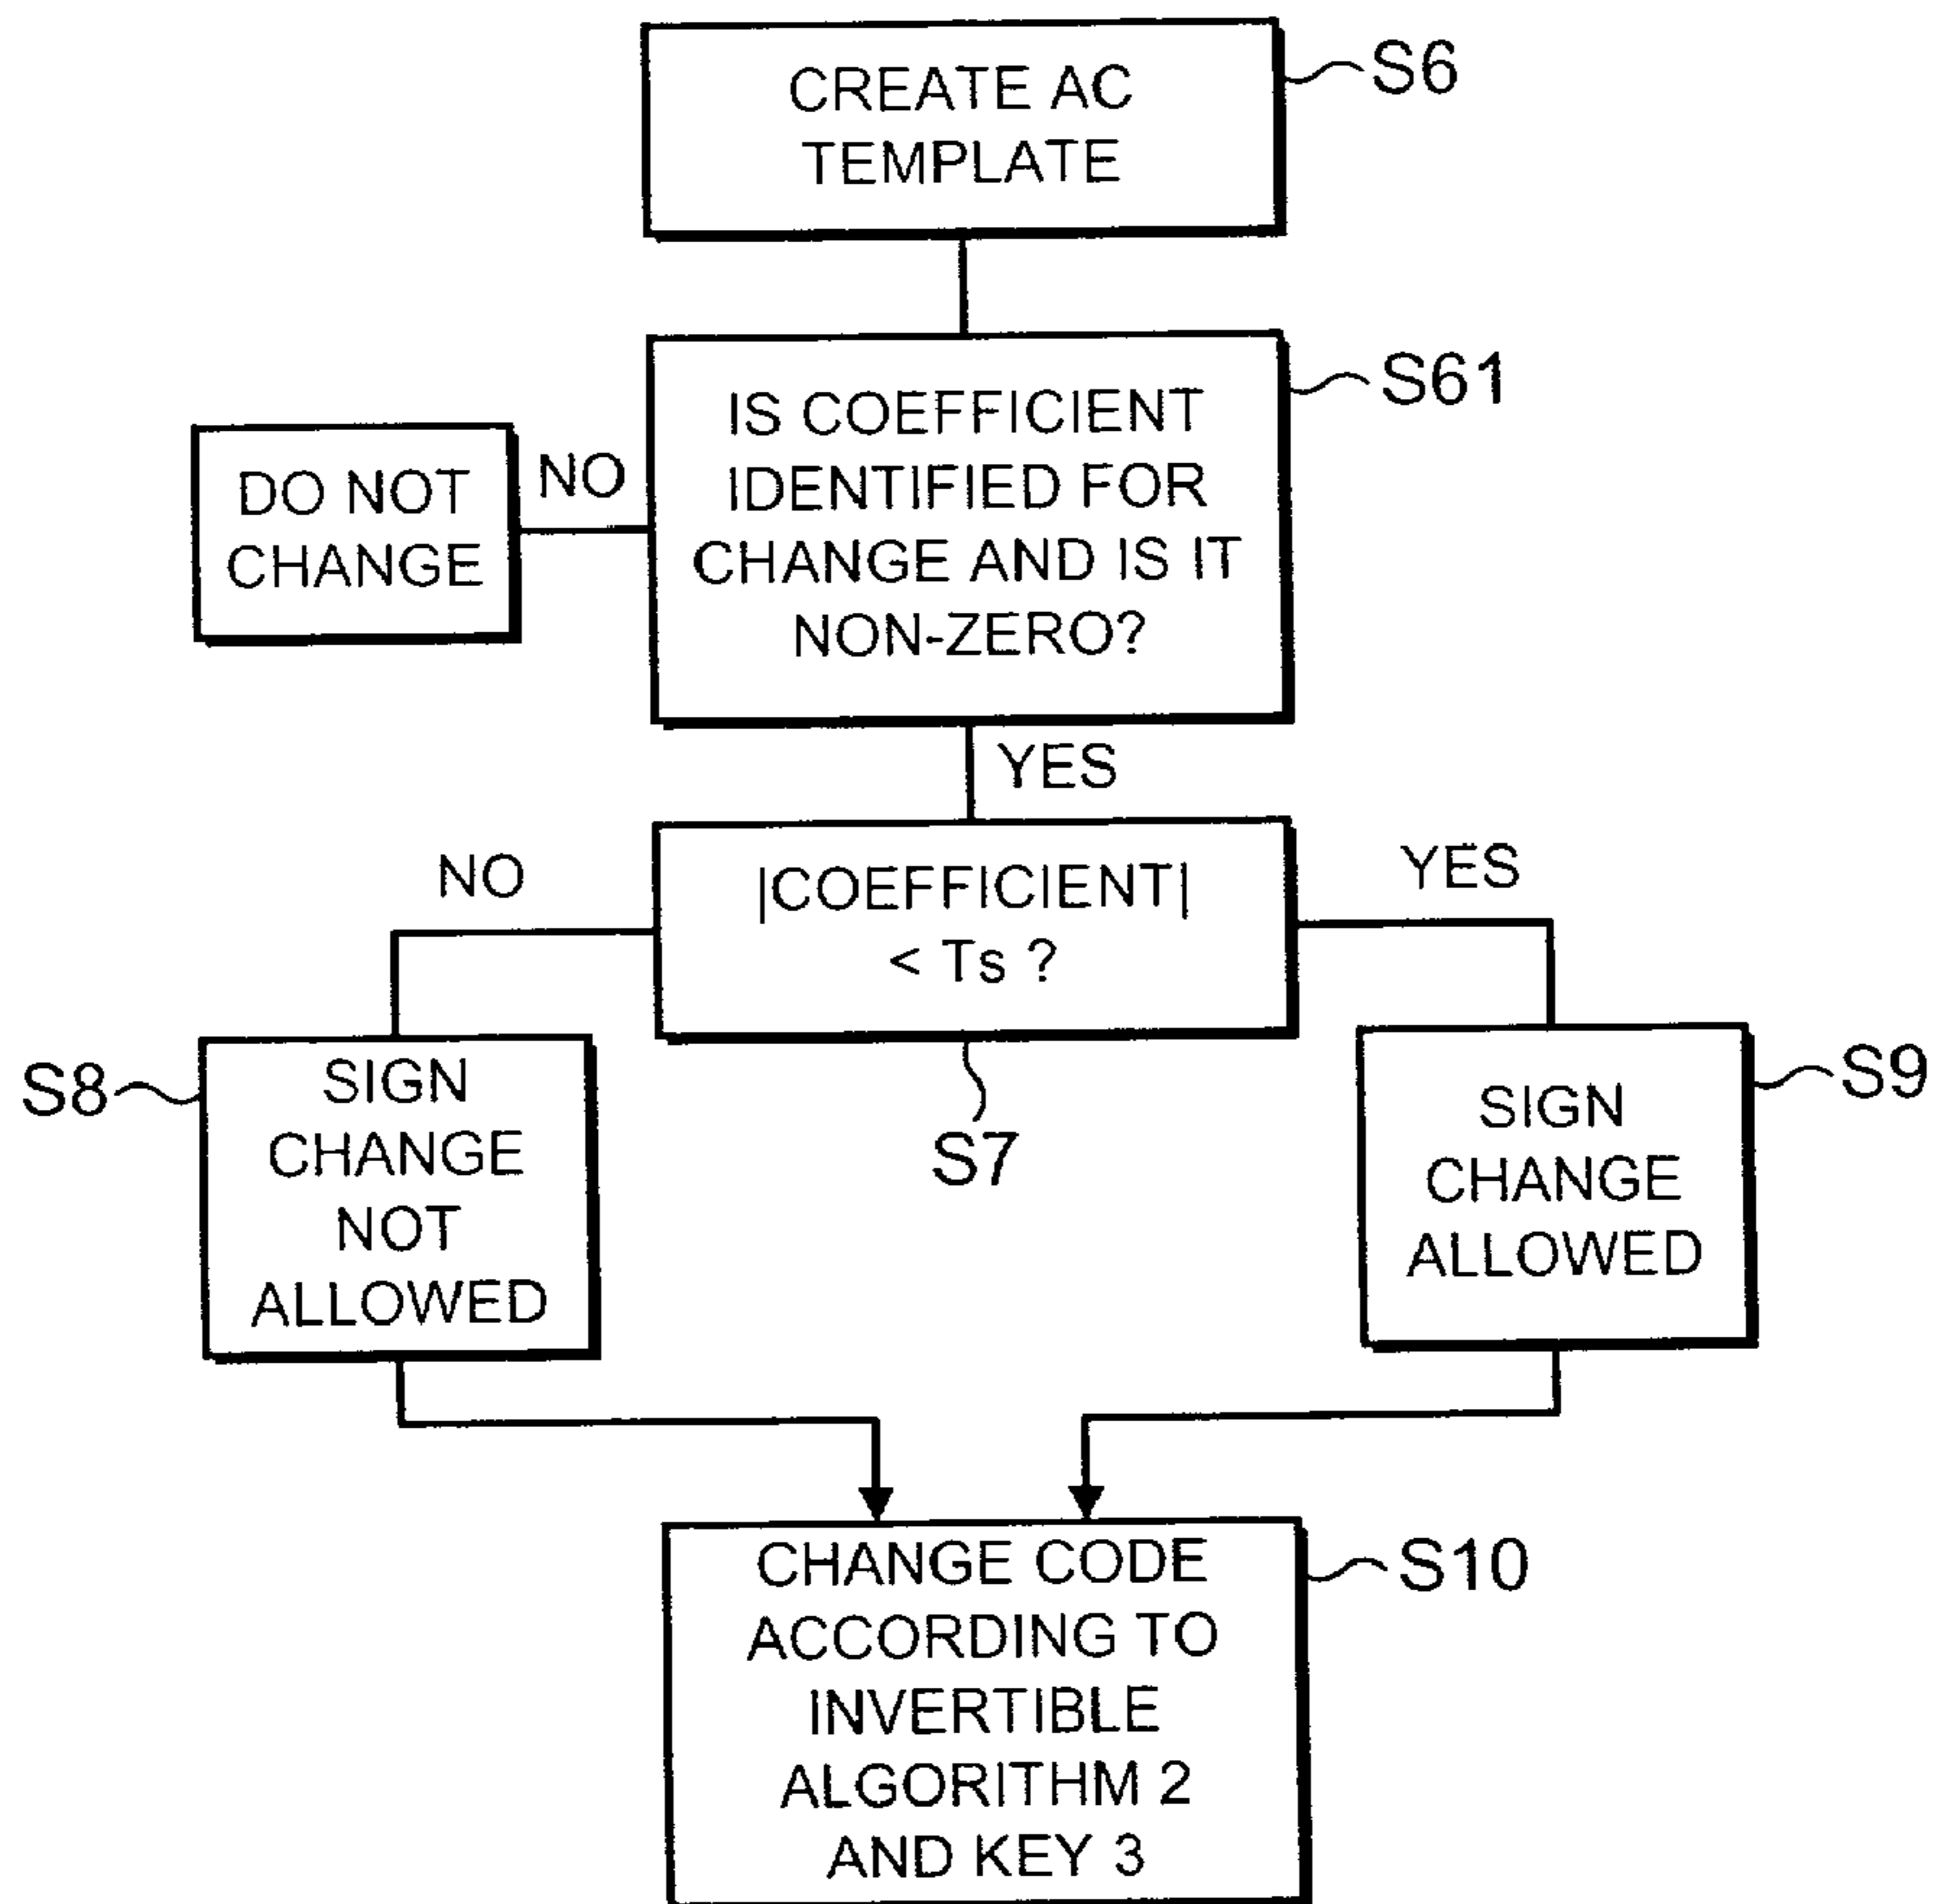 CREATE AC
TEMPLATE
S6
IS COEFFICIENT
IDENTIFIED FOR
CHANGE AND IS IT
NON-ZERO?
S61
NO
DO NOT
CHANGE
YES
|COEFFICIENT|
< Ts ?
S7
NO
YES
S8
SIGN
CHANGE
NOT
ALLOWED
SIGN
CHANGE
ALLOWED
S9
CHANGE CODE
ACCORDING TO
INVERTIBLE
ALGORITHM 2
AND KEY 3
S10